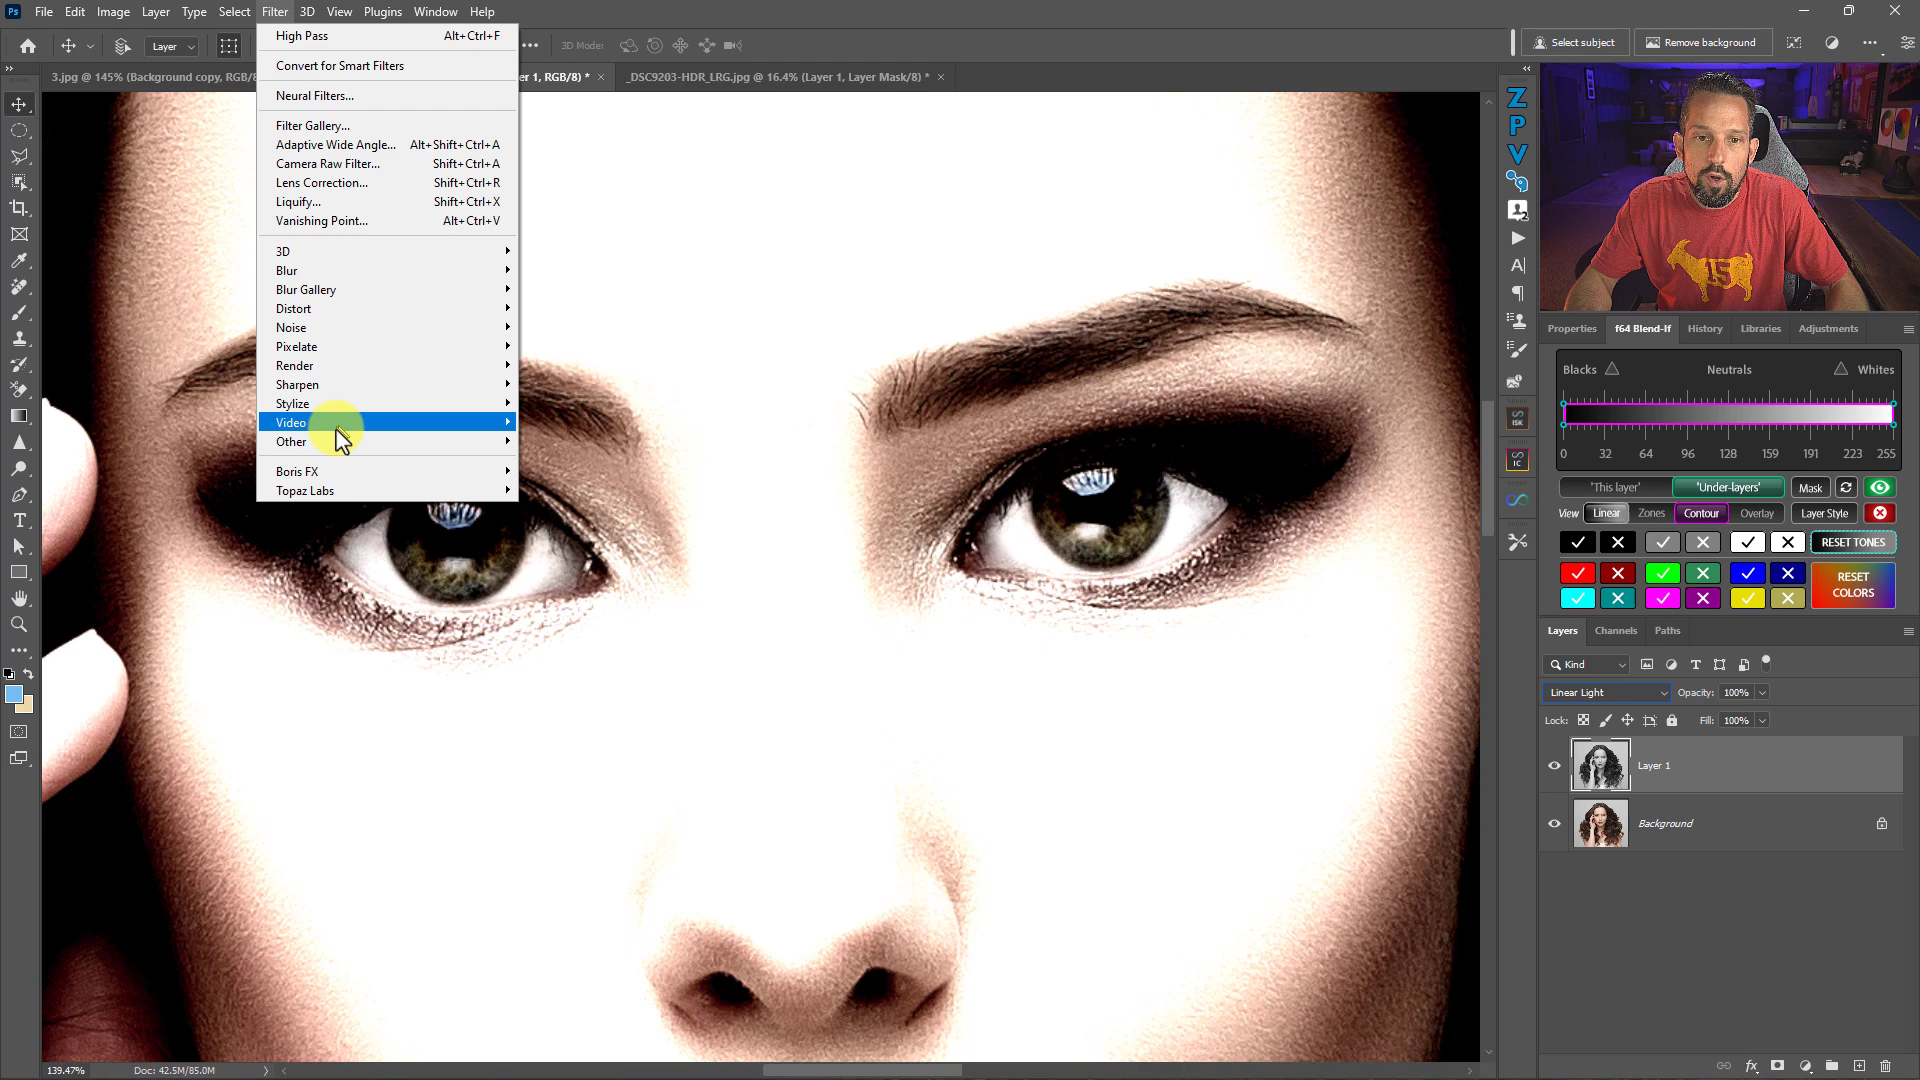 Ps File Edit Image Layer Type Select Filter 3D View Plugins Window Help
Layer
3D Mode:
Select subject
Remove background
3.jpg @ 145% (Background copy, RGB/8
er 1, RGB/8) * ×
_DSC9203-HDR_LRG.jpg @ 16.4% (Layer 1, Layer Mask/8) * ×
High Pass Alt+Ctrl+F
Convert for Smart Filters
Neural Filters...
Filter Gallery...
Adaptive Wide Angle... Alt+Shift+Ctrl+A
Camera Raw Filter... Shift+Ctrl+A
Lens Correction... Shift+Ctrl+R
Liquify... Shift+Ctrl+X
Vanishing Point... Alt+Ctrl+V
3D
Blur
Blur Gallery
Distort
Noise
Pixelate
Render
Sharpen
Stylize
Video
Other
Boris FX
Topaz Labs
Z
P
V
ISK
IC
15
Properties f64 Blend-If History Libraries Adjustments
Blacks Neutrals Whites
0 32 64 96 128 159 191 223 255
'This layer' 'Under-layers' Mask
View Linear Zones Contour Overlay Layer Style
RESET TONES
RESET
COLORS
Layers Channels Paths
Kind
Linear Light Opacity: 100%
Lock: Fill: 100%
Layer 1
Background
139.47% Doc: 42.5M/85.0M